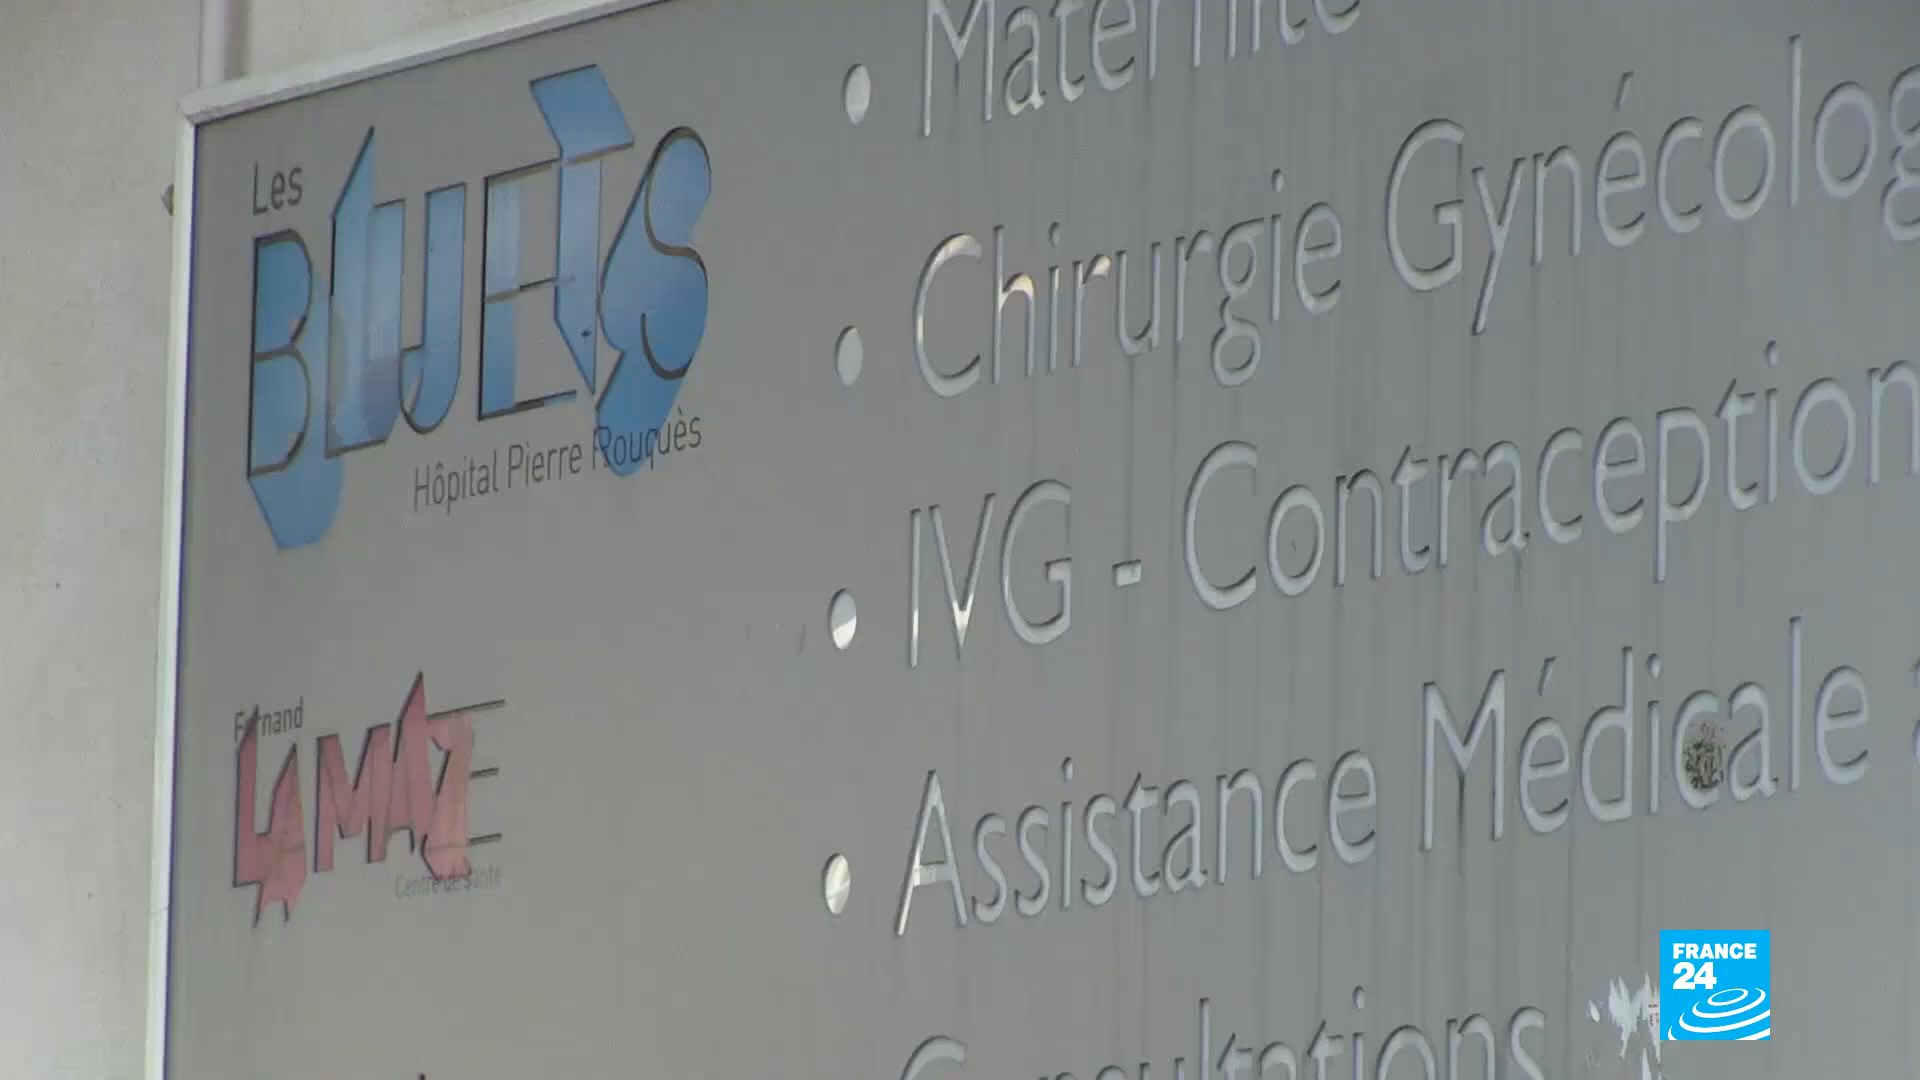 Les
BLUETS
Hôpital Pierre Rouquès
Fernand
LAMAZE
Centre de santé
• Maternité
• Chirurgie Gynécolog
• IVG - Contraception
• Assistance Médicale
Consultations
FRANCE
24